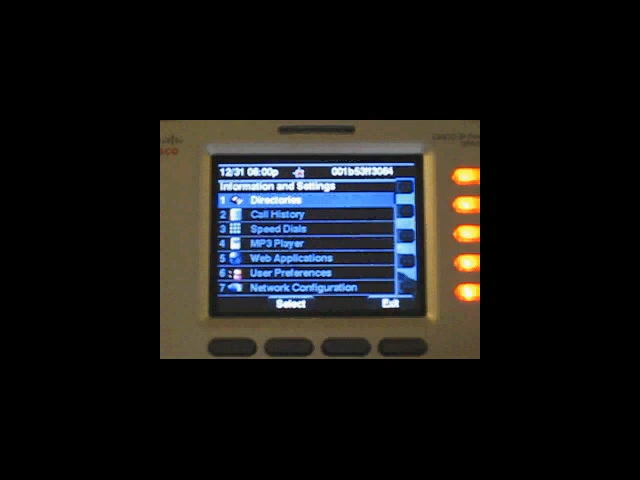 12/31 06:00p
Information and Settings
1 Directories
2 Call History
3 Speed Dials
4 MP3 Player
5 Web Applications
6 User Preferences
7 Network Configuration
Select Exit